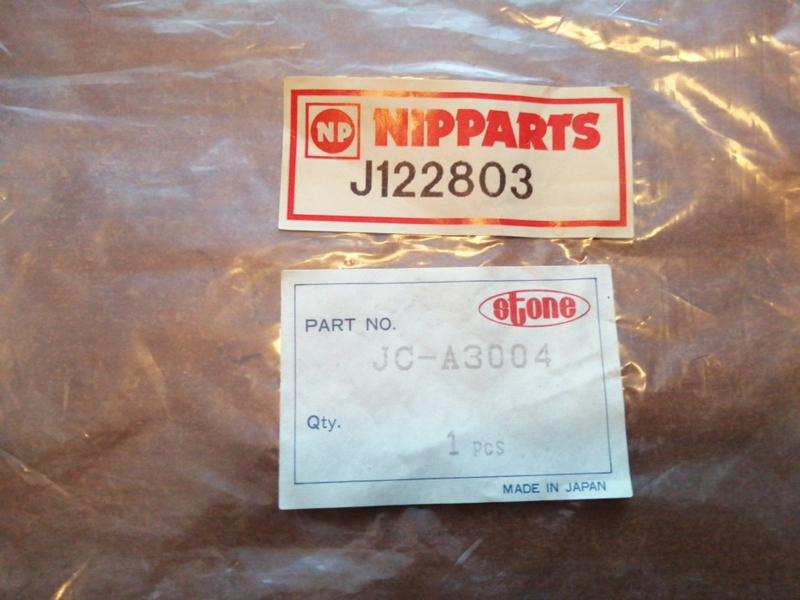 NP NIPPARTS
J122803
stone
PART NO.
JC-A3004
Qty.
1 pcs
MADE IN JAPAN